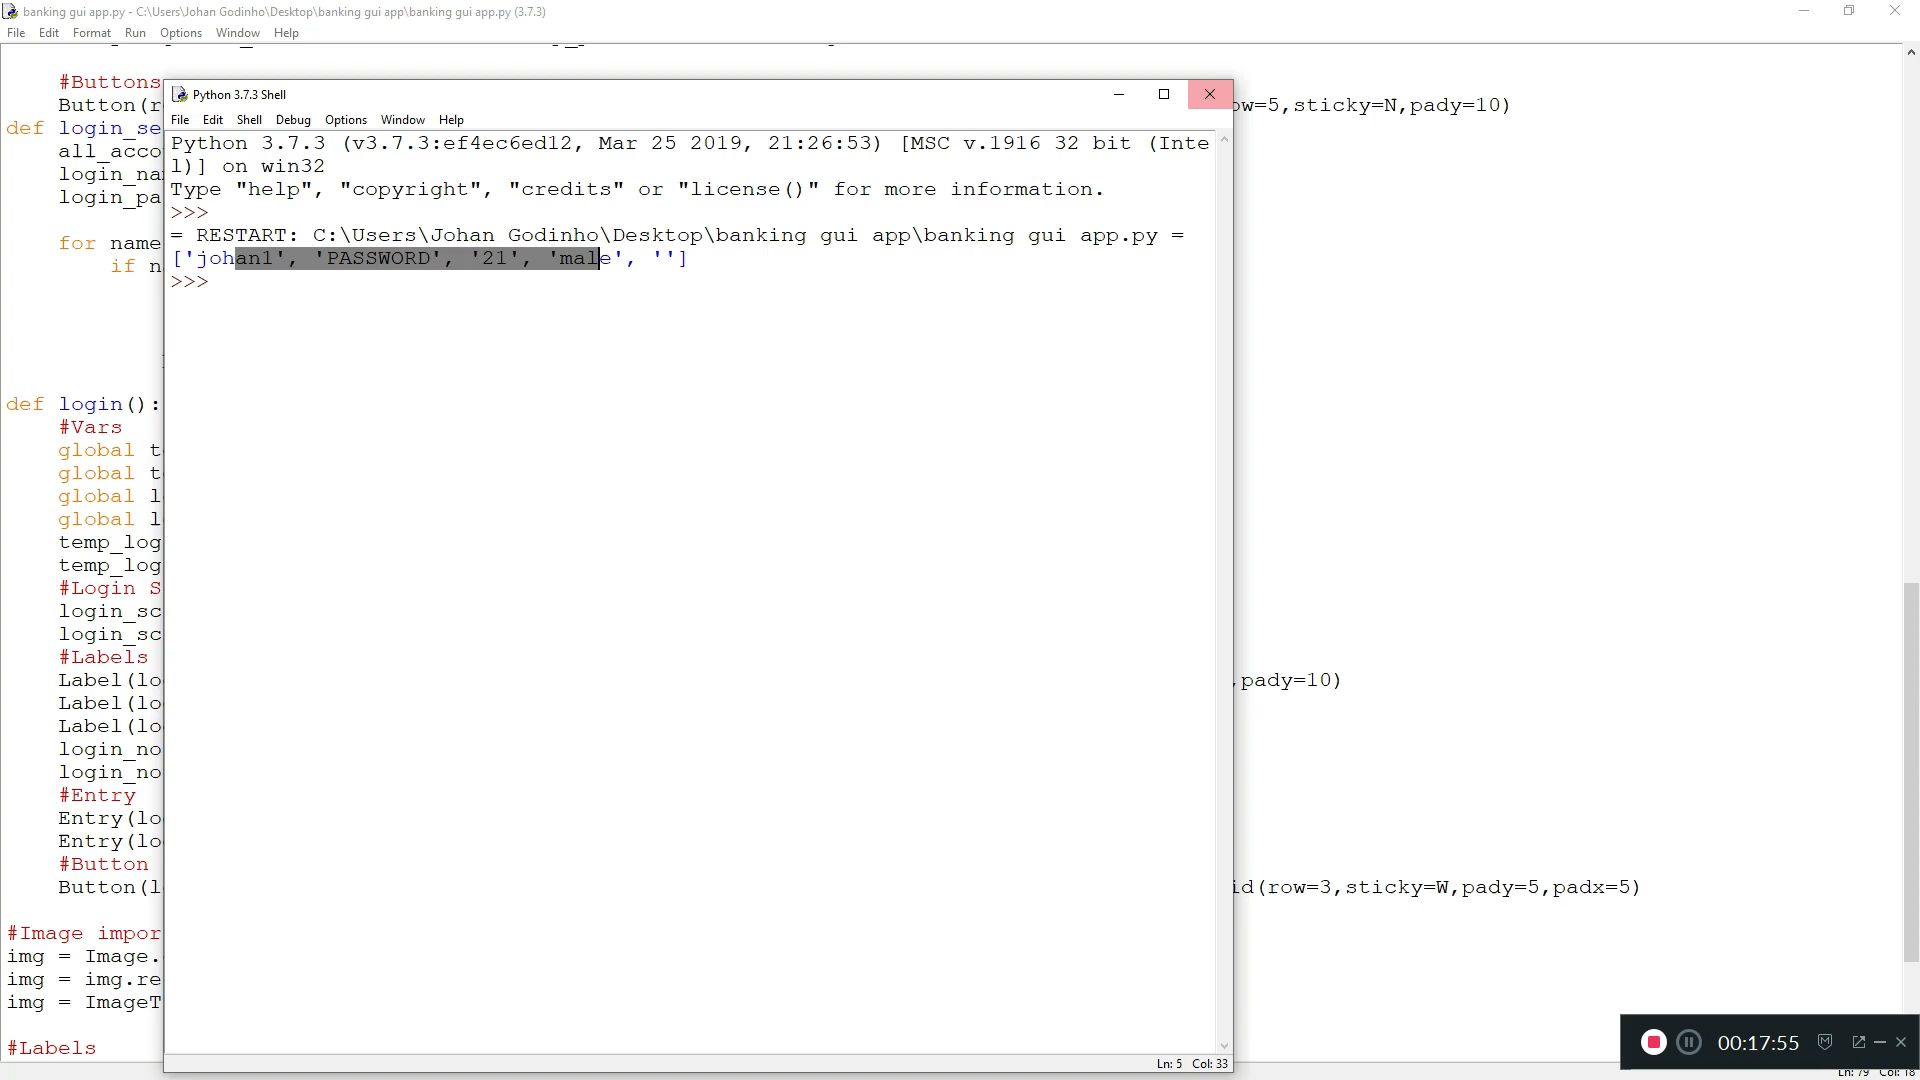 banking gui app.py - C:\Users\Johan Godinho\Desktop\banking gui app\banking gui app.py (3.7.3)
File Edit Format Run Options Window Help
#Buttons
Button(r
ow=5,sticky=N,pady=10)
def login_se
all_acco
login_na
login_pa
for name
if n
def login():
#Vars
global t
global t
global l
global l
temp_log
temp_log
#Login S
login_sc
login_sc
#Labels
Label(lo
,pady=10)
Label(lo
Label(lo
login_no
login_no
#Entry
Entry(lo
Entry(lo
#Button
Button(l
id(row=3,sticky=W,pady=5,padx=5)
#Image impor
img = Image.
img = img.re
img = ImageT
#Labels
Python 3.7.3 Shell
File Edit Shell Debug Options Window Help
Python 3.7.3 (v3.7.3:ef4ec6ed12, Mar 25 2019, 21:26:53) [MSC v.1916 32 bit (Inte
l)] on win32
Type "help", "copyright", "credits" or "license()" for more information.
>>>
= RESTART: C:\Users\Johan Godinho\Desktop\banking gui app\banking gui app.py =
['johan1', 'PASSWORD', '21', 'male', '']
>>>
Ln: 5 Col: 33
00:17:55
Ln: 79 Col: 18